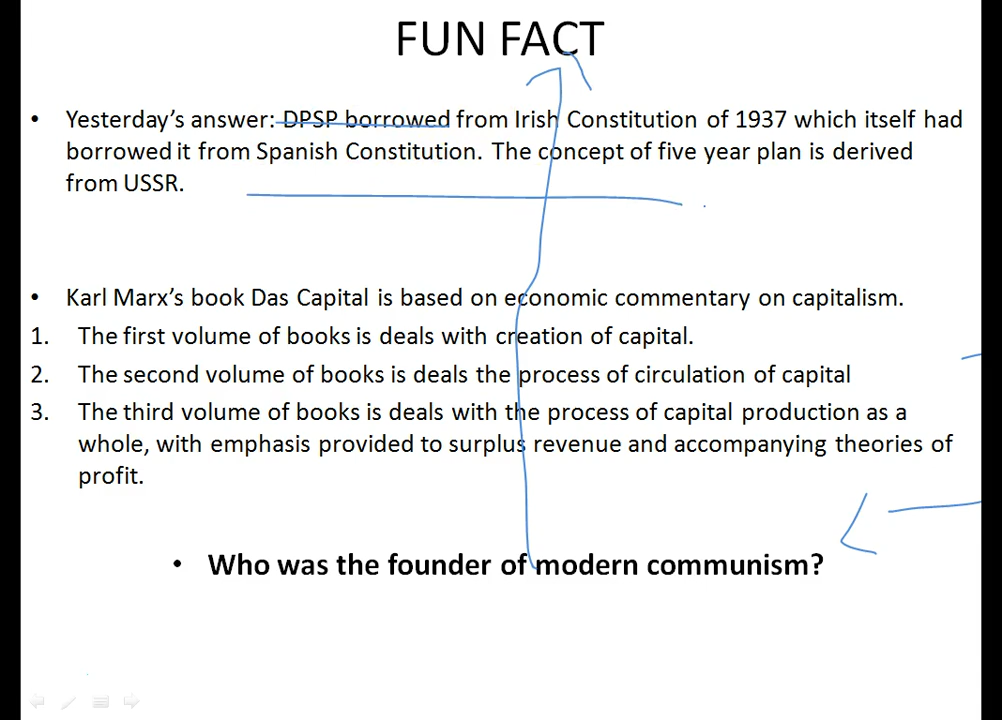 FUN FACT
• Yesterday's answer: DPSP borrowed from Irish Constitution of 1937 which itself had
borrowed it from Spanish Constitution. The concept of five year plan is derived
from USSR.
• Karl Marx's book Das Capital is based on economic commentary on capitalism.
1. The first volume of books is deals with creation of capital.
2. The second volume of books is deals the process of circulation of capital
3. The third volume of books is deals with the process of capital production as a
whole, with emphasis provided to surplus revenue and accompanying theories of
profit.
• Who was the founder of modern communism?